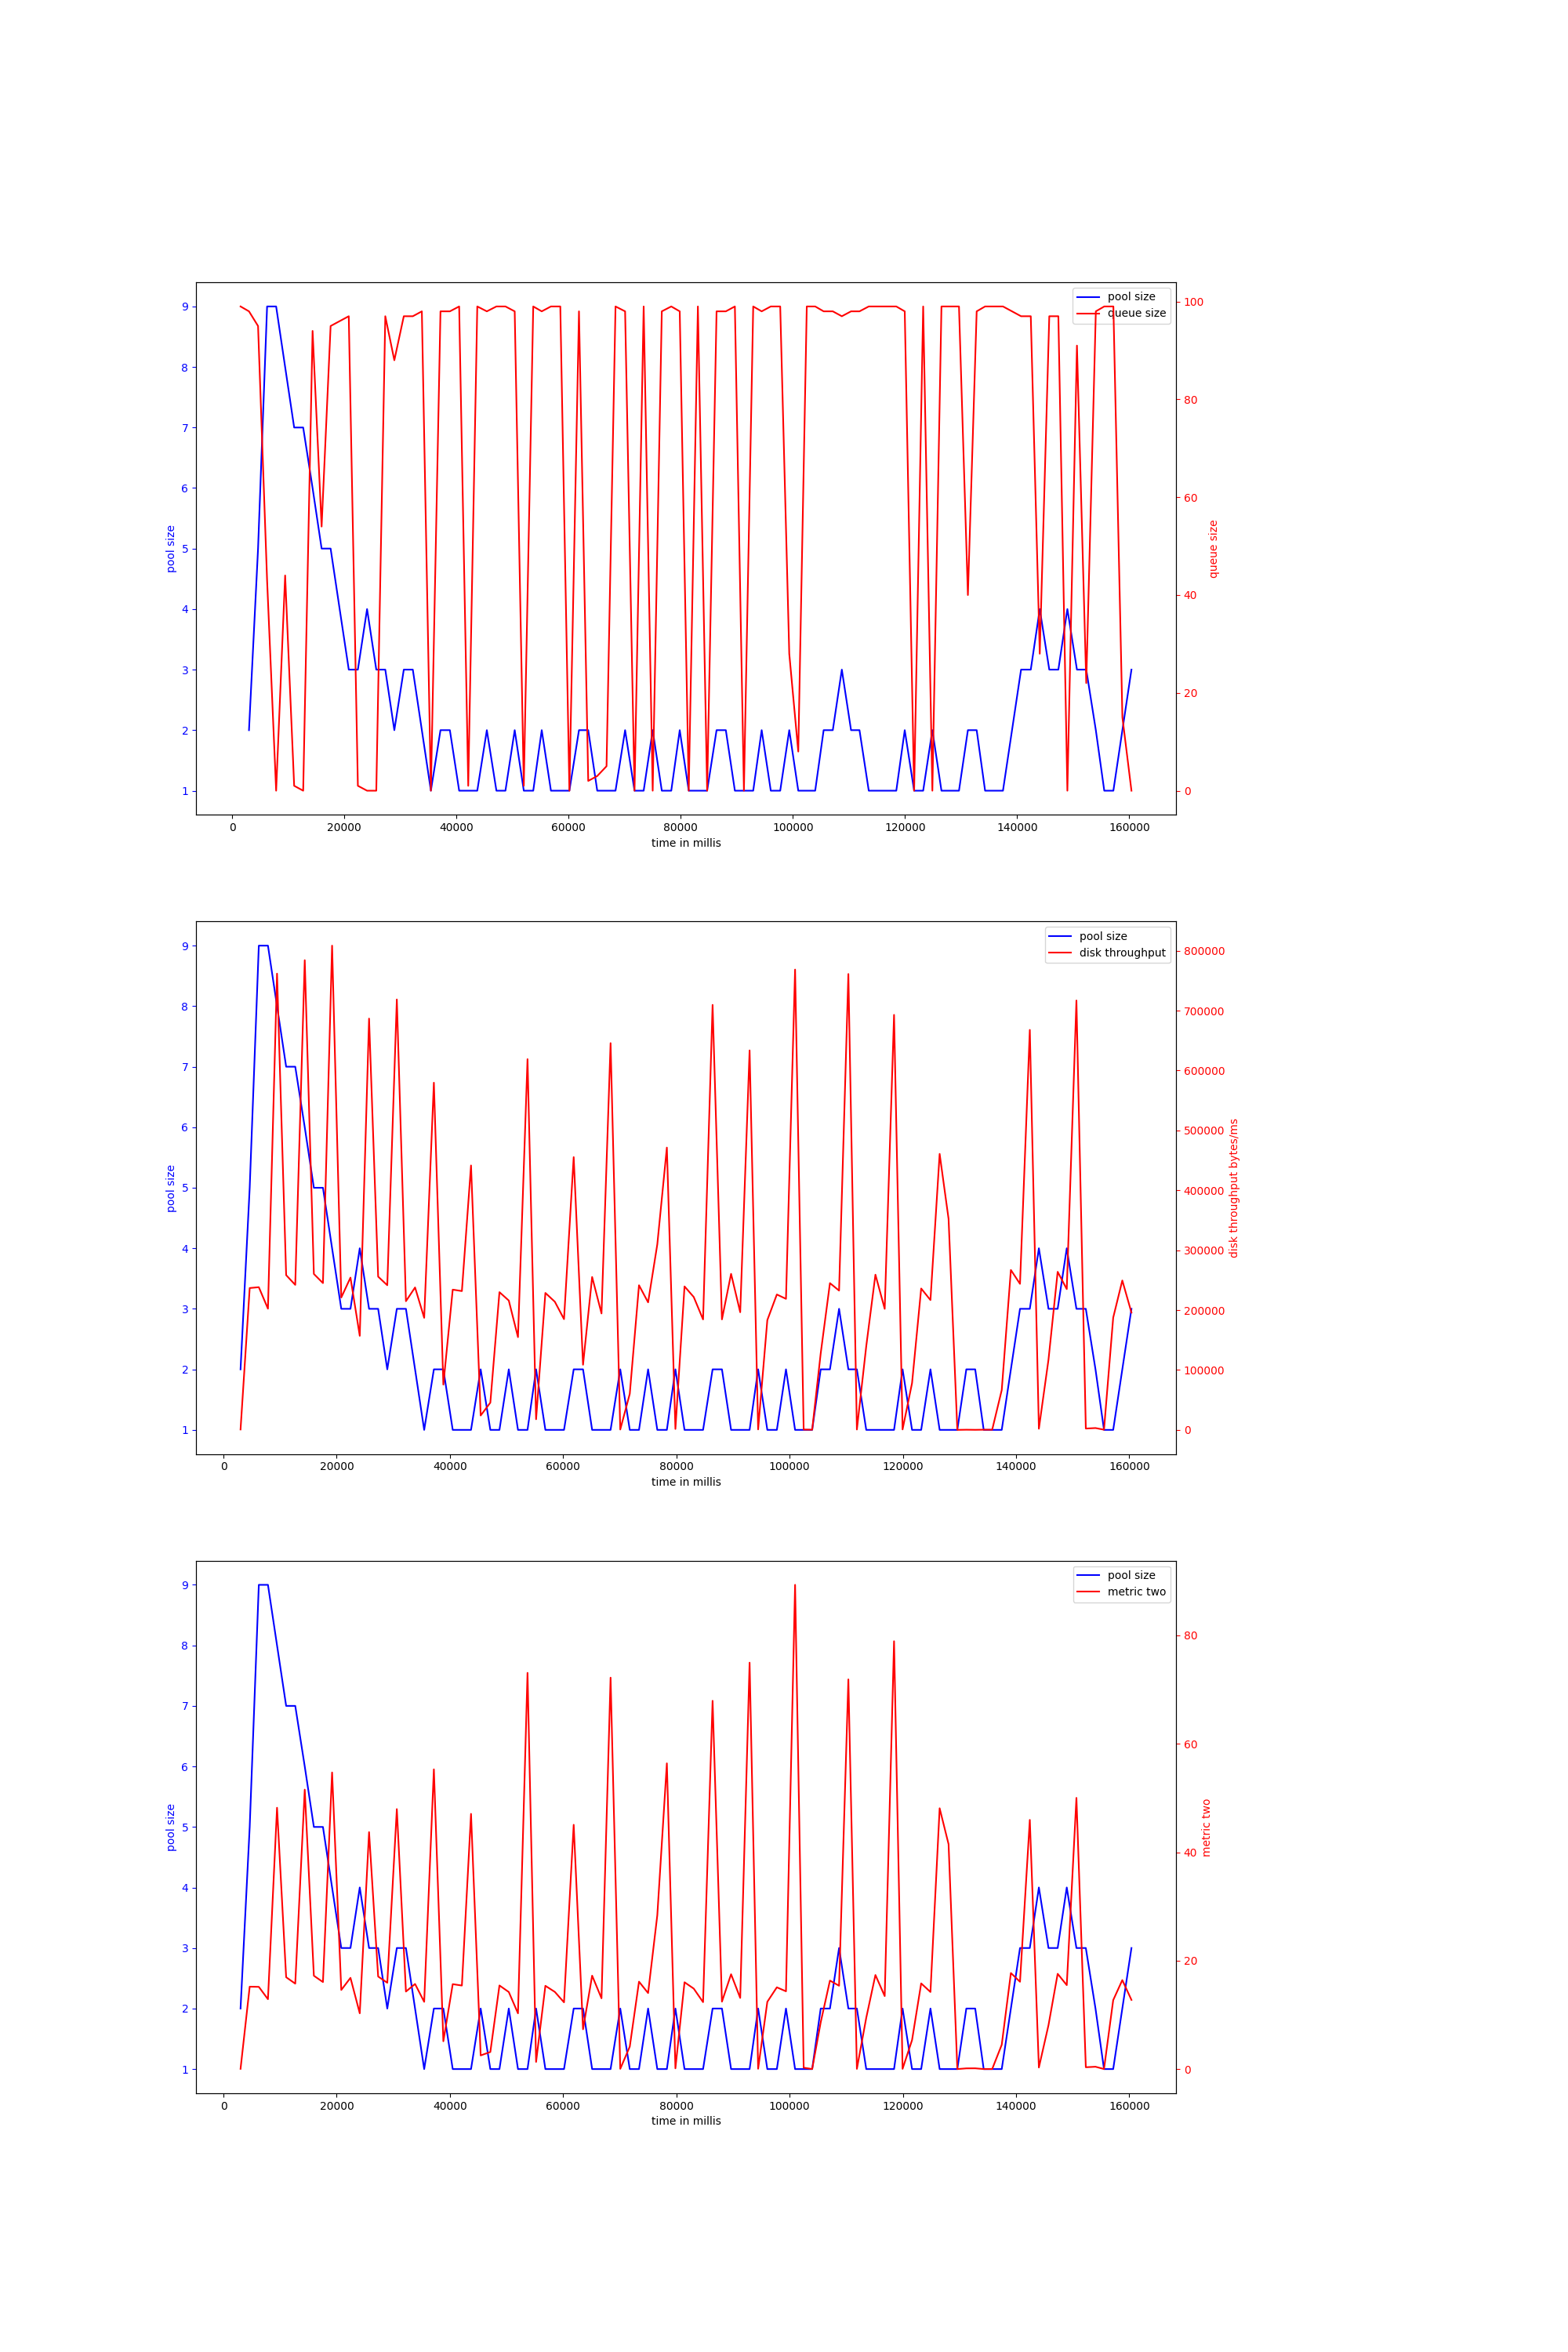 pool size
queue size
9
8
7
6
5
4
3
2
1
100
80
60
40
20
0
pool size
queue size
0 20000 40000 60000 80000 100000 120000 140000 160000
time in millis
pool size
disk throughput
9
8
7
6
5
4
3
2
1
800000
700000
600000
500000
400000
300000
200000
100000
0
pool size
disk throughput bytes/ms
0 20000 40000 60000 80000 100000 120000 140000 160000
time in millis
pool size
metric two
9
8
7
6
5
4
3
2
1
80
60
40
20
0
pool size
metric two
0 20000 40000 60000 80000 100000 120000 140000 160000
time in millis